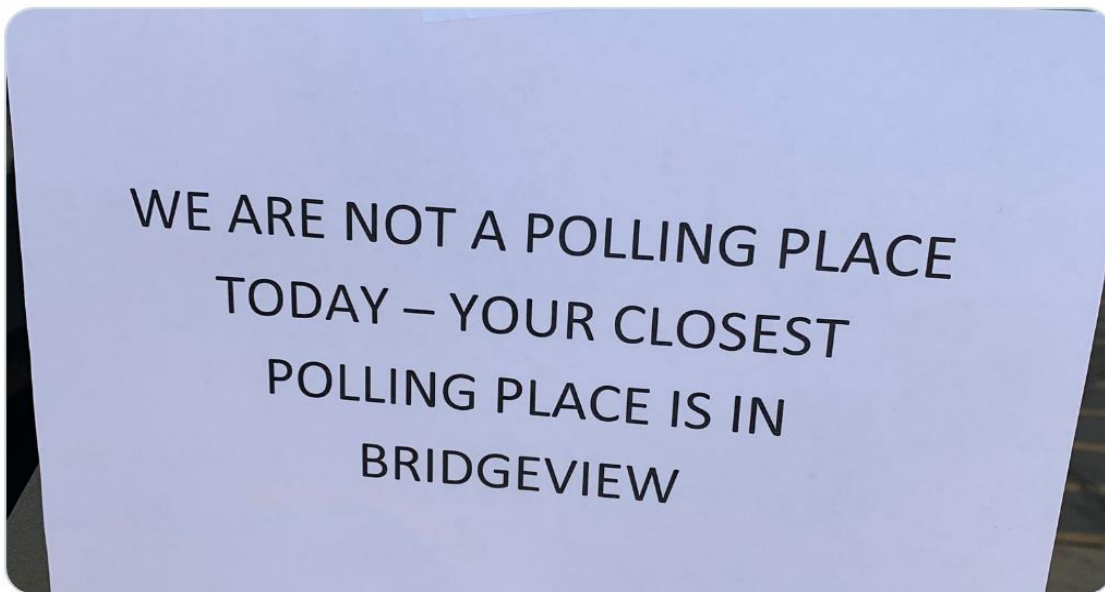 WE ARE NOT A POLLING PLACE
TODAY – YOUR CLOSEST
POLLING PLACE IS IN
BRIDGEVIEW